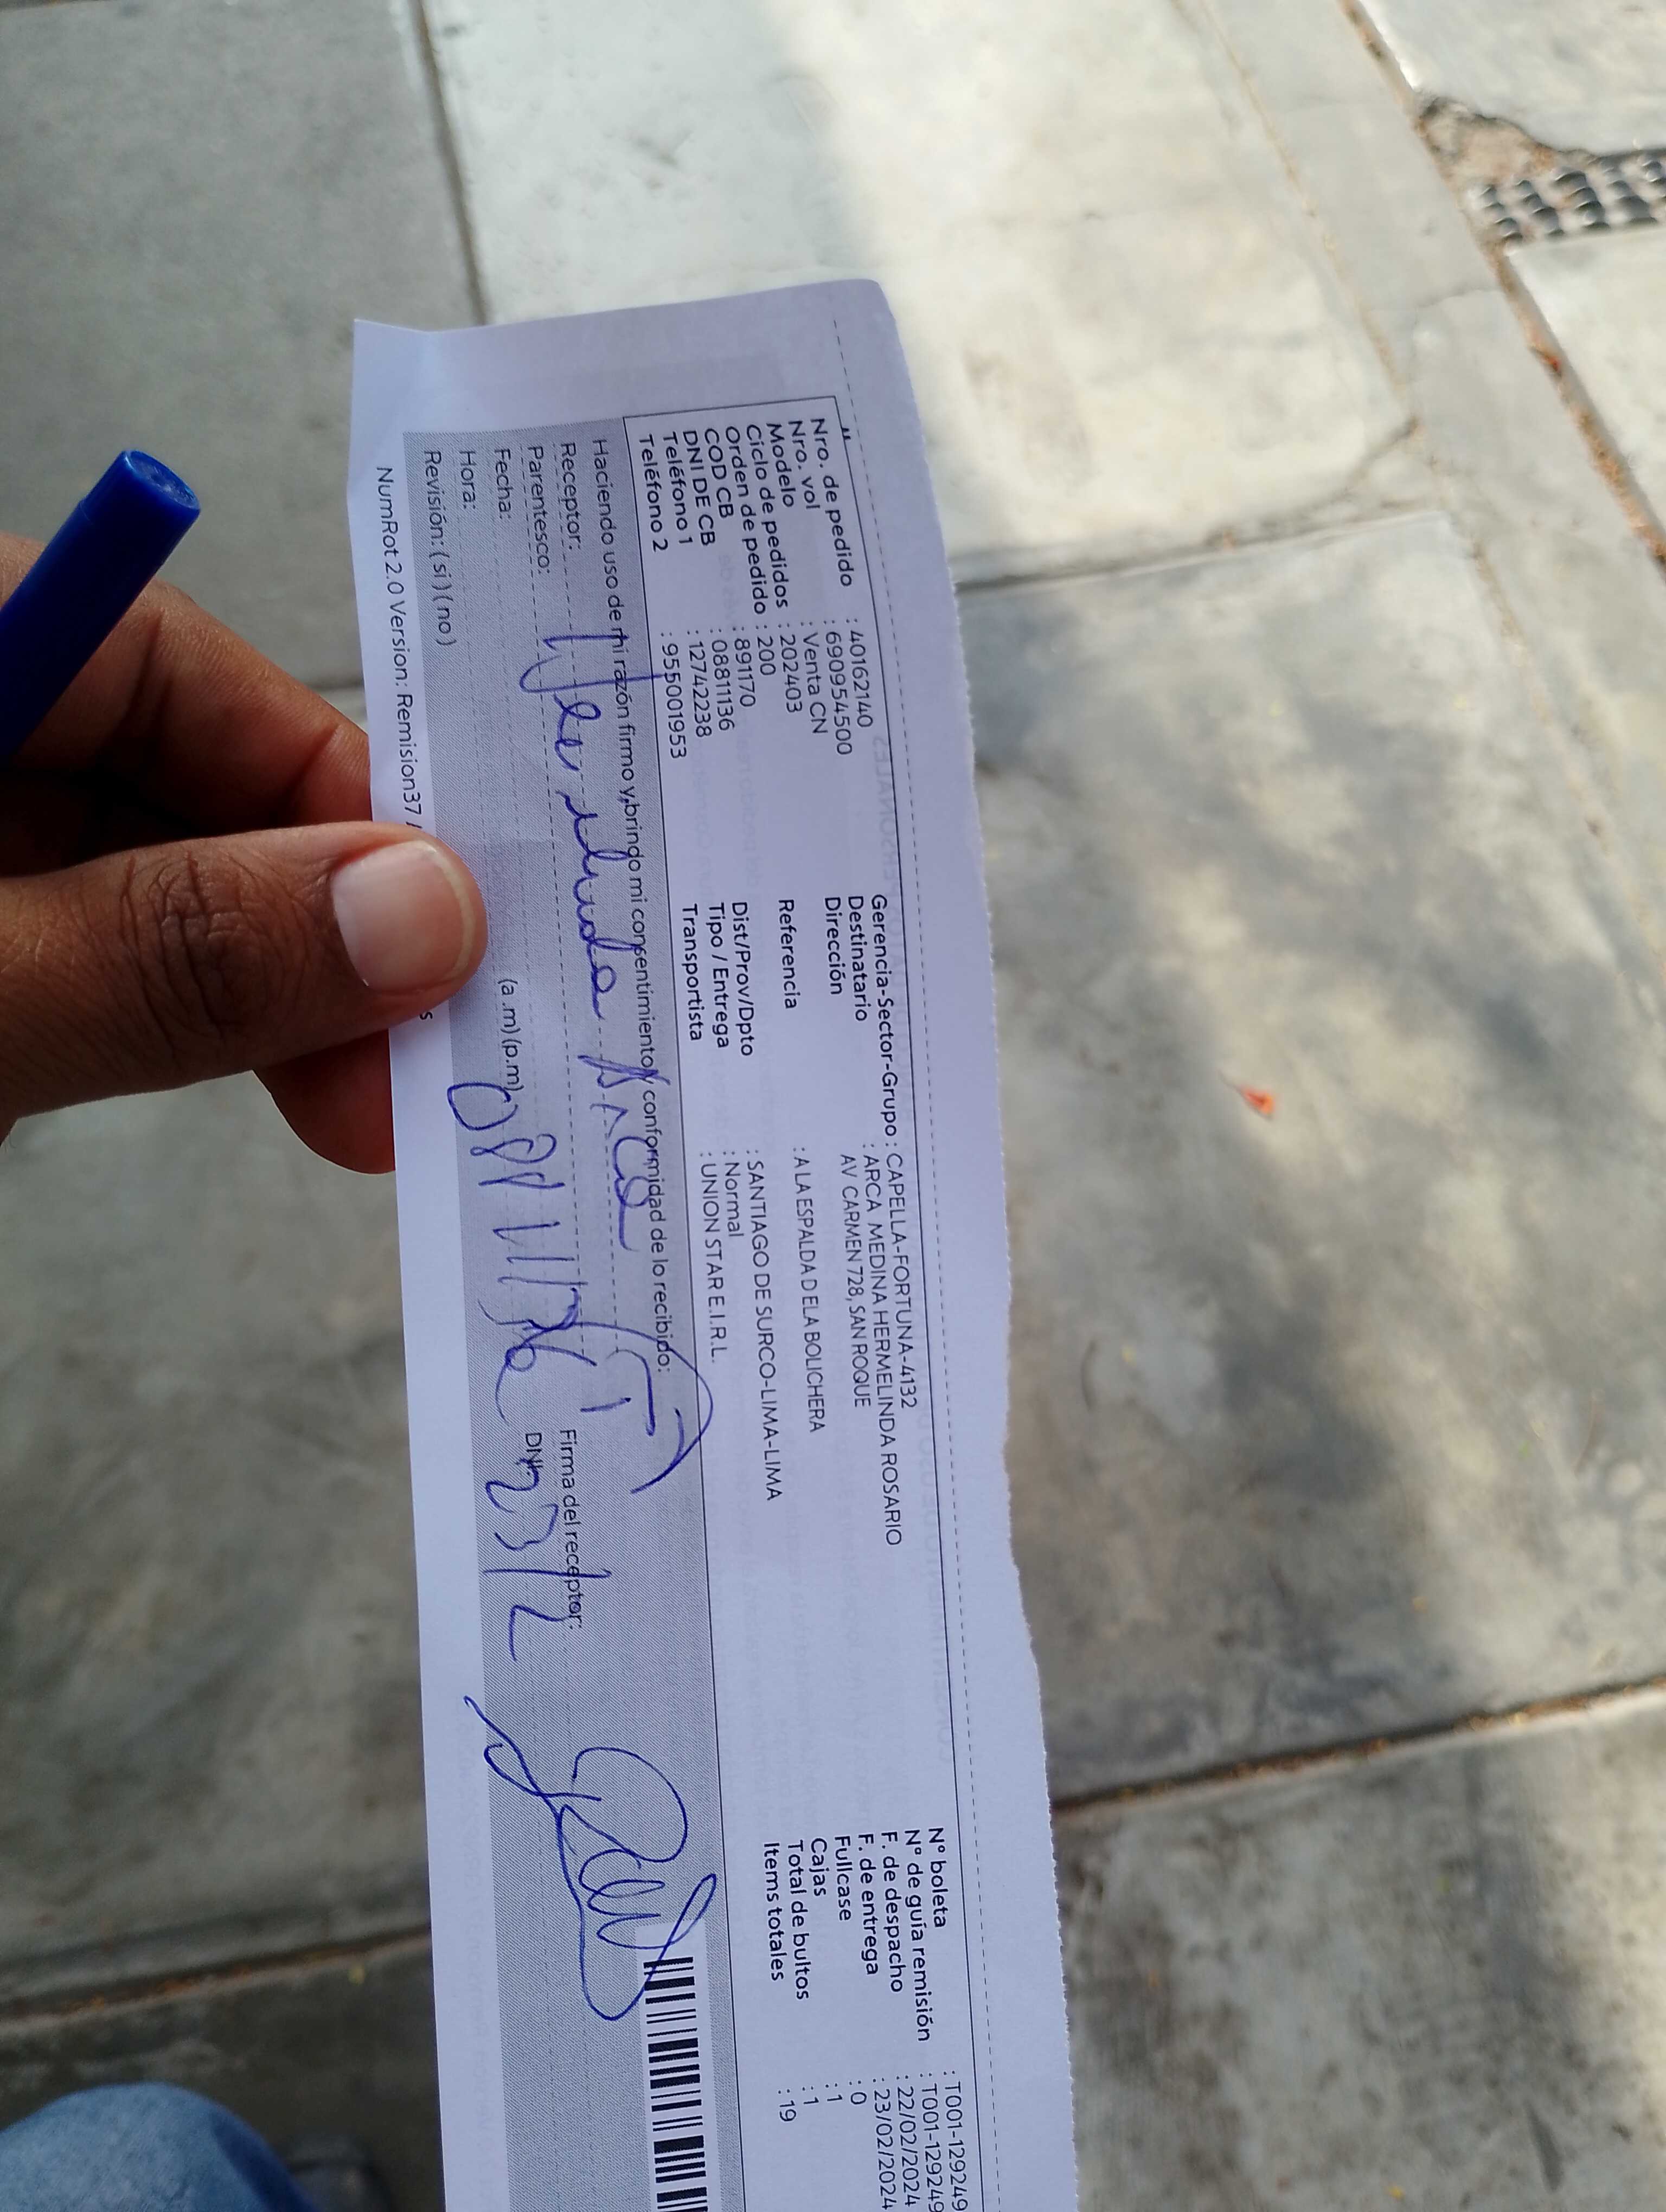 Nro. de pedido : 40162140
Nro. vol : 690954500
Modelo : Venta CN
Ciclo de pedidos : 202403
Orden de pedido : 200
COD CB : 891170
DNI DE CB : 08811136
Teléfono 1 : 12742238
Teléfono 2 : 955001953
Gerencia-Sector-Grupo : CAPELLA-FORTUNA-4132
Destinatario : ARCA MEDINA HERMELINDA ROSARIO
Dirección AV CARMEN 728, SAN ROQUE
Referencia : A LA ESPALDA D ELA BOLICHERA
Dist/Prov/Dpto : SANTIAGO DE SURCO-LIMA-LIMA
Tipo / Entrega : Normal
Transportista : UNION STAR E.I.R.L.
N° boleta : T001-129249
N° de guía remisión : T001-129249
F. de despacho : 22/02/2024
F. de entrega : 23/02/2024
Fullcase : 0
Cajas : 1
Total de bultos : 1
Items totales : 19
Haciendo uso de mi razón firmo y brindo mi consentimiento y conformidad de lo recibido:
Receptor:
Parentesco:
Firma del receptor:
Fecha:
DNI:
Hora: (a.m) (p.m)
Revisión: ( si ) ( no )
NumRot 2.0 Version: Remision37